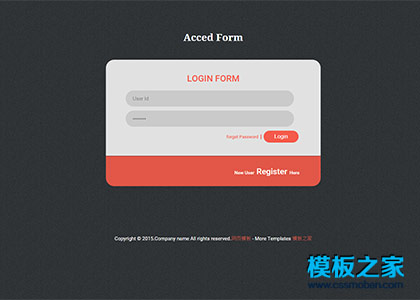 Acced Form
LOGIN FORM
User Id
Forgot Password |
Login
New User Register Here
Copyright © 2015.Company name All rights reserved.网页模板 - More Templates 模板之家
模板之家
www.cssmoban.com